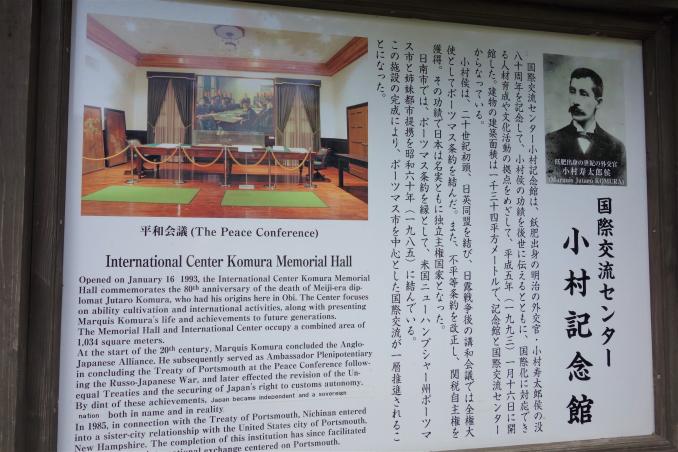 国際交流センター
小村記念館
飫肥出身の世紀の外交官
小村寿太郎侯
(Marquis Jutaro KOMURA)
国際交流センター小村記念館は、飫肥出身の明治の外交官・小村寿太郎侯の没
八十周年を記念して、小村侯の功績を後世に伝えるとともに、国際化に対応でき
る人材育成や文化活動の拠点をめざして、平成五年(一九九三)一月十六日に開
館した。建物の建築面積は一千三十四平方メートルで、記念館と国際交流センター
からなっている。
小村侯は、二十世紀初頭、日英同盟を結び、日露戦争後の講和会議では全権大
使としてポーツマス条約を結んだ。また、不平等条約を改正し、関税自主権を
獲得。その功績で日本は名実ともに独立主権国家となった。
日南市では、ポーツマス条約を縁として、米国ニューハンプシャー州ポーツマ
ス市と姉妹都市提携を昭和六十年(一九八五)に結んでいる。
この施設の完成により、ポーツマス市を中心とした国際交流が一層推進されるこ
とになった。
平和会議 (The Peace Conference)
International Center Komura Memorial Hall
Opened on January 16 1993, the International Center Komura Memorial
Hall commemorates the 80th anniversary of the death of Meiji-era dip-
lomat Jutaro Komura, who had his origins here in Obi. The Center focuses
on ability cultivation and international activities, along with presenting
Marquis Komura's life and achievements to future generations.
The Memorial Hall and International Center occupy a combined area of
1,034 square meters.
At the start of the 20th century, Marquis Komura concluded the Anglo-
Japanese Alliance. He subsequently served as Ambassador Plenipotentiary
in concluding the Treaty of Portsmouth at the Peace Conference follow-
ing the Russo-Japanese War, and later effected the revision of the Un-
equal Treaties and the securing of Japan's right to customs autonomy.
By dint of these achievements, Japan became independent and a sovereign
nation both in name and in reality
In 1985, in connection with the Treaty of Portsmouth, Nichinan entered
into a sister-city relationship with the United States city of Portsmouth,
New Hampshire. The completion of this institution has since facilitated
exchange centered on Portsmouth.